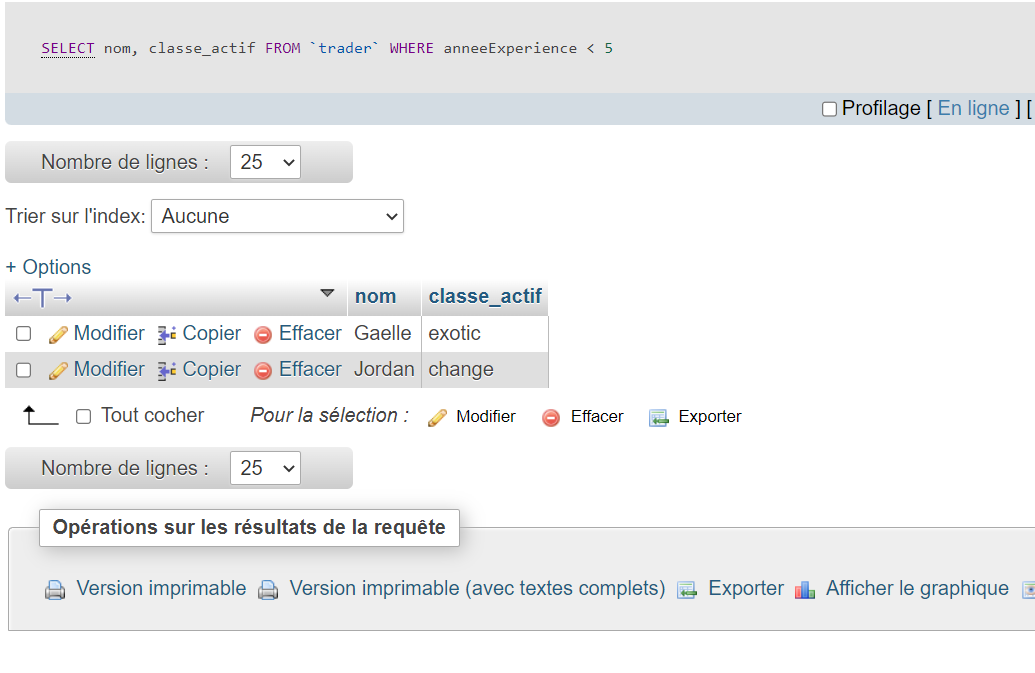 SELECT nom, classe_actif FROM `trader` WHERE anneeExperience < 5
Profilage [ En ligne ] [
Nombre de lignes : 25
Trier sur l'index: Aucune
+ Options
←T→ nom classe_actif
Modifier Copier Effacer Gaelle exotic
Modifier Copier Effacer Jordan change
Tout cocher Pour la sélection : Modifier Effacer Exporter
Nombre de lignes : 25
Opérations sur les résultats de la requête
Version imprimable Version imprimable (avec textes complets) Exporter Afficher le graphique